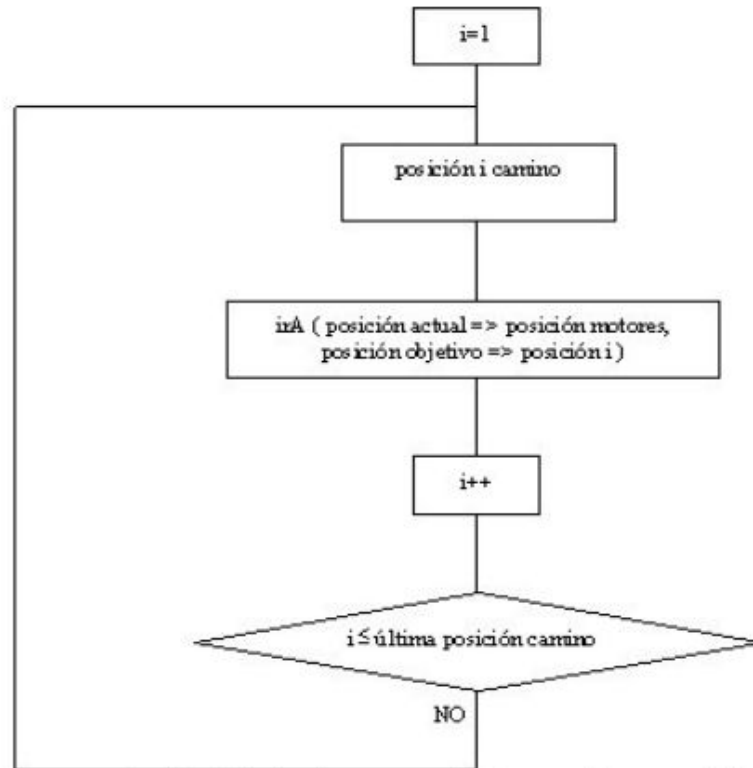 i=1
posición i camino
irA ( posición actual => posición motores,
posición objetivo => posición i )
i++
i ≤ última posición camino
NO